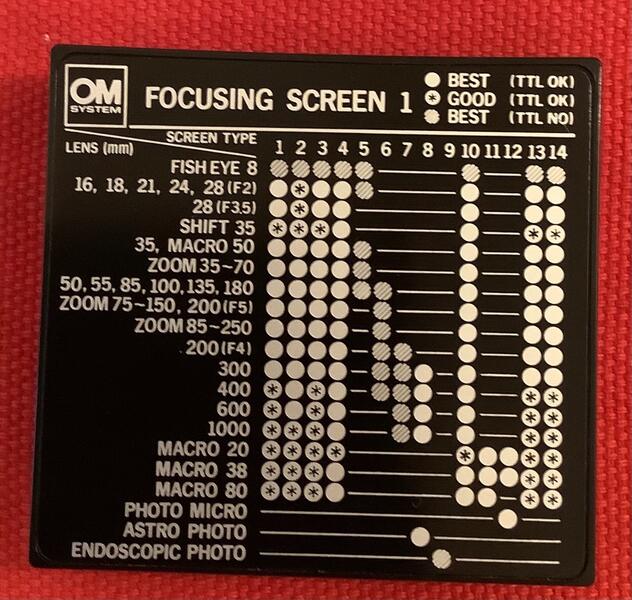 OM
SYSTEM
FOCUSING SCREEN 1
BEST (TTL OK)
GOOD (TTL OK)
BEST (TTL NO)
SCREEN TYPE
LENS (mm)
1 2 3 4 5 6 7 8 9 10 11 12 13 14
FISH EYE 8
16, 18, 21, 24, 28 (F2)
28 (F3.5)
SHIFT 35
35, MACRO 50
ZOOM 35~70
50, 55, 85, 100, 135, 180
ZOOM 75~150, 200 (F5)
ZOOM 85~250
200 (F4)
300
400
600
1000
MACRO 20
MACRO 38
MACRO 80
PHOTO MICRO
ASTRO PHOTO
ENDOSCOPIC PHOTO